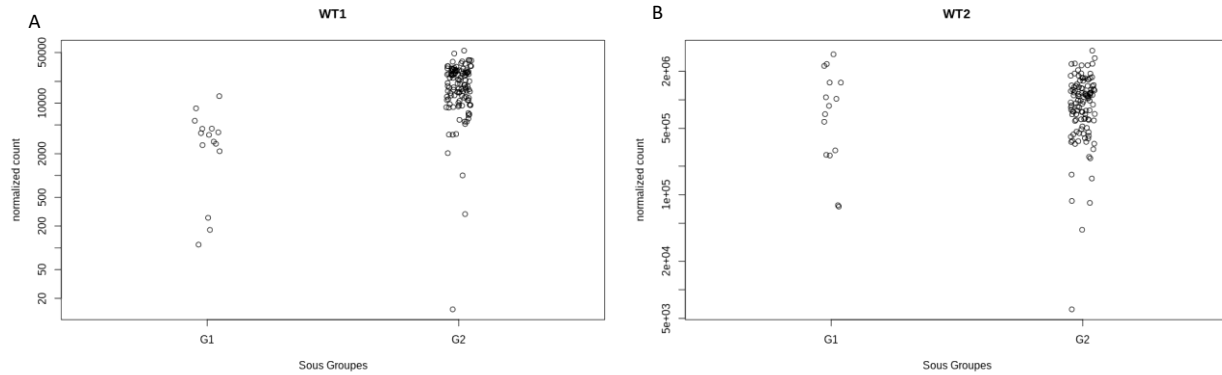 A
WT1
normalized count
50000
10000
2000
500
200
50
20
G1
G2
Sous Groupes
B
WT2
normalized count
2e+06
5e+05
1e+05
2e+04
5e+03
G1
G2
Sous Groupes